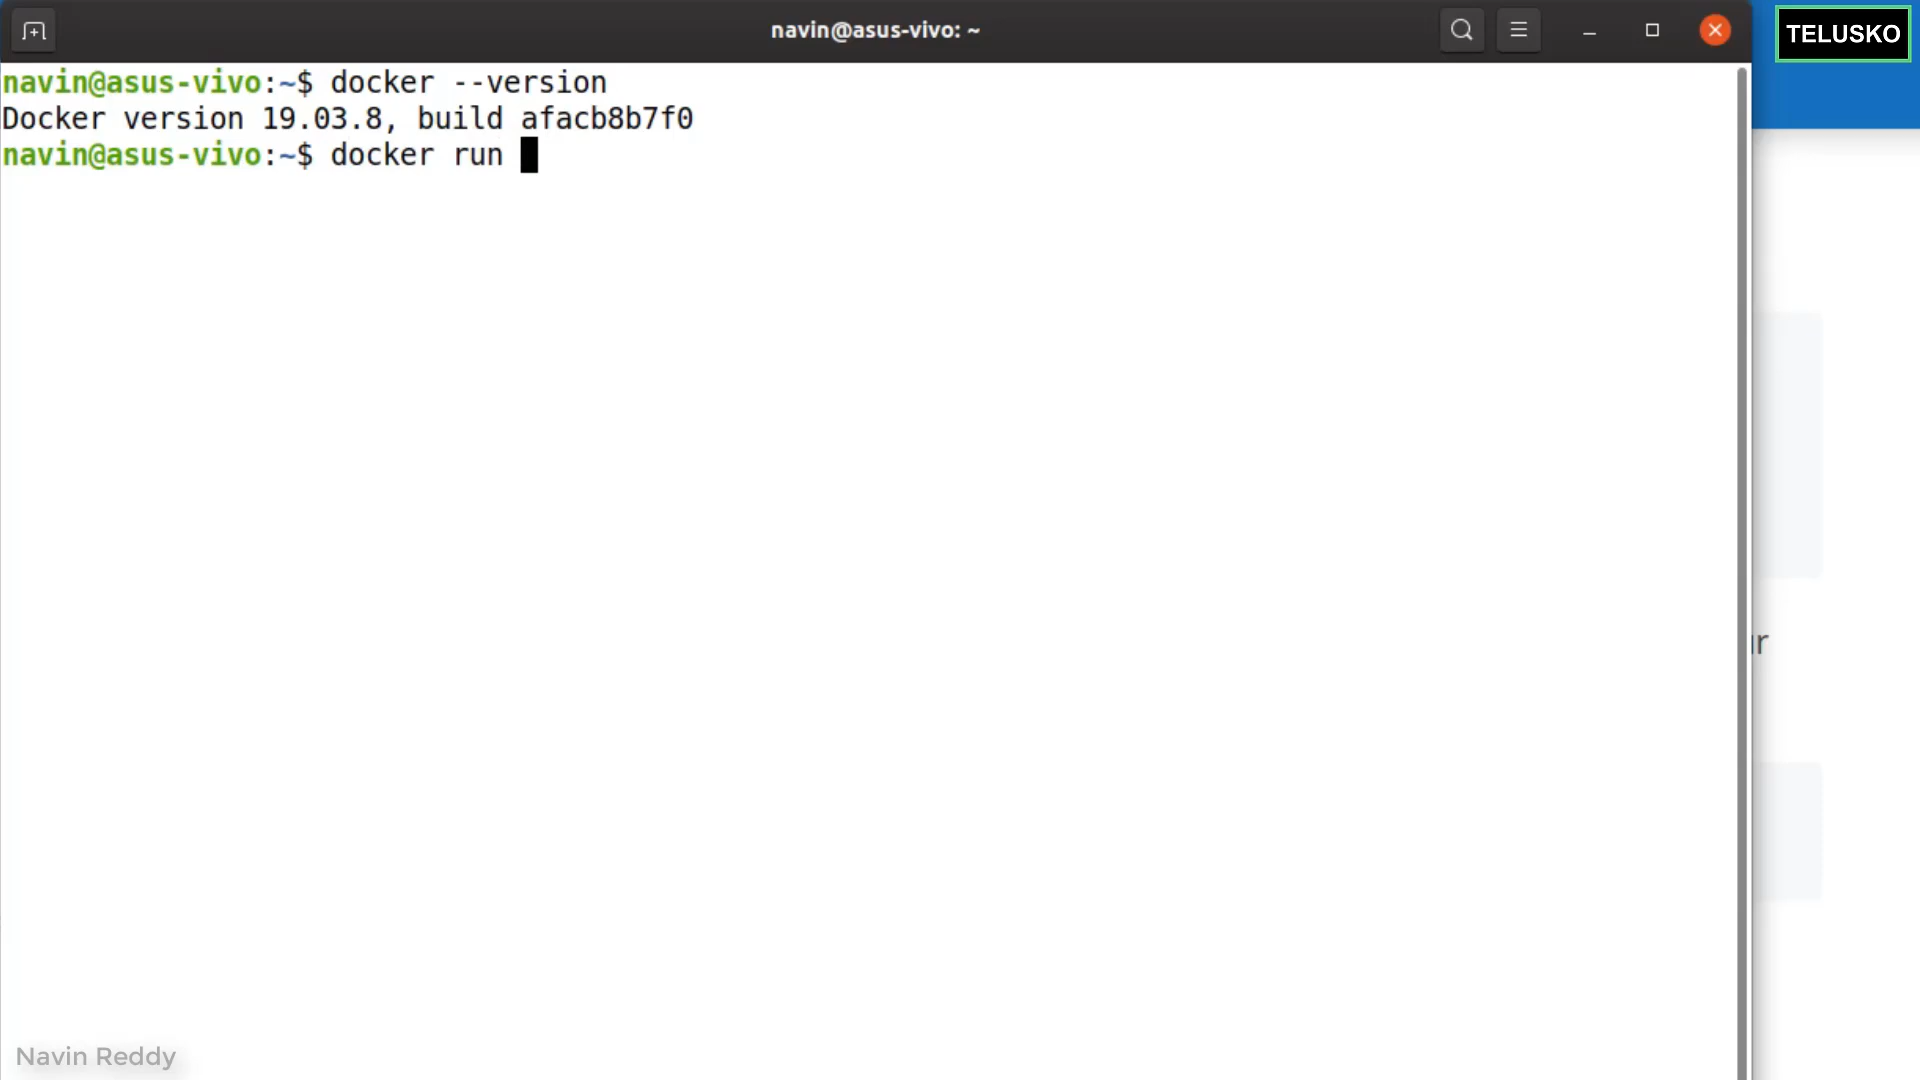 navin@asus-vivo: ~
TELUSKO
navin@asus-vivo:~$ docker --version
Docker version 19.03.8, build afacb8b7f0
navin@asus-vivo:~$ docker run
Navin Reddy